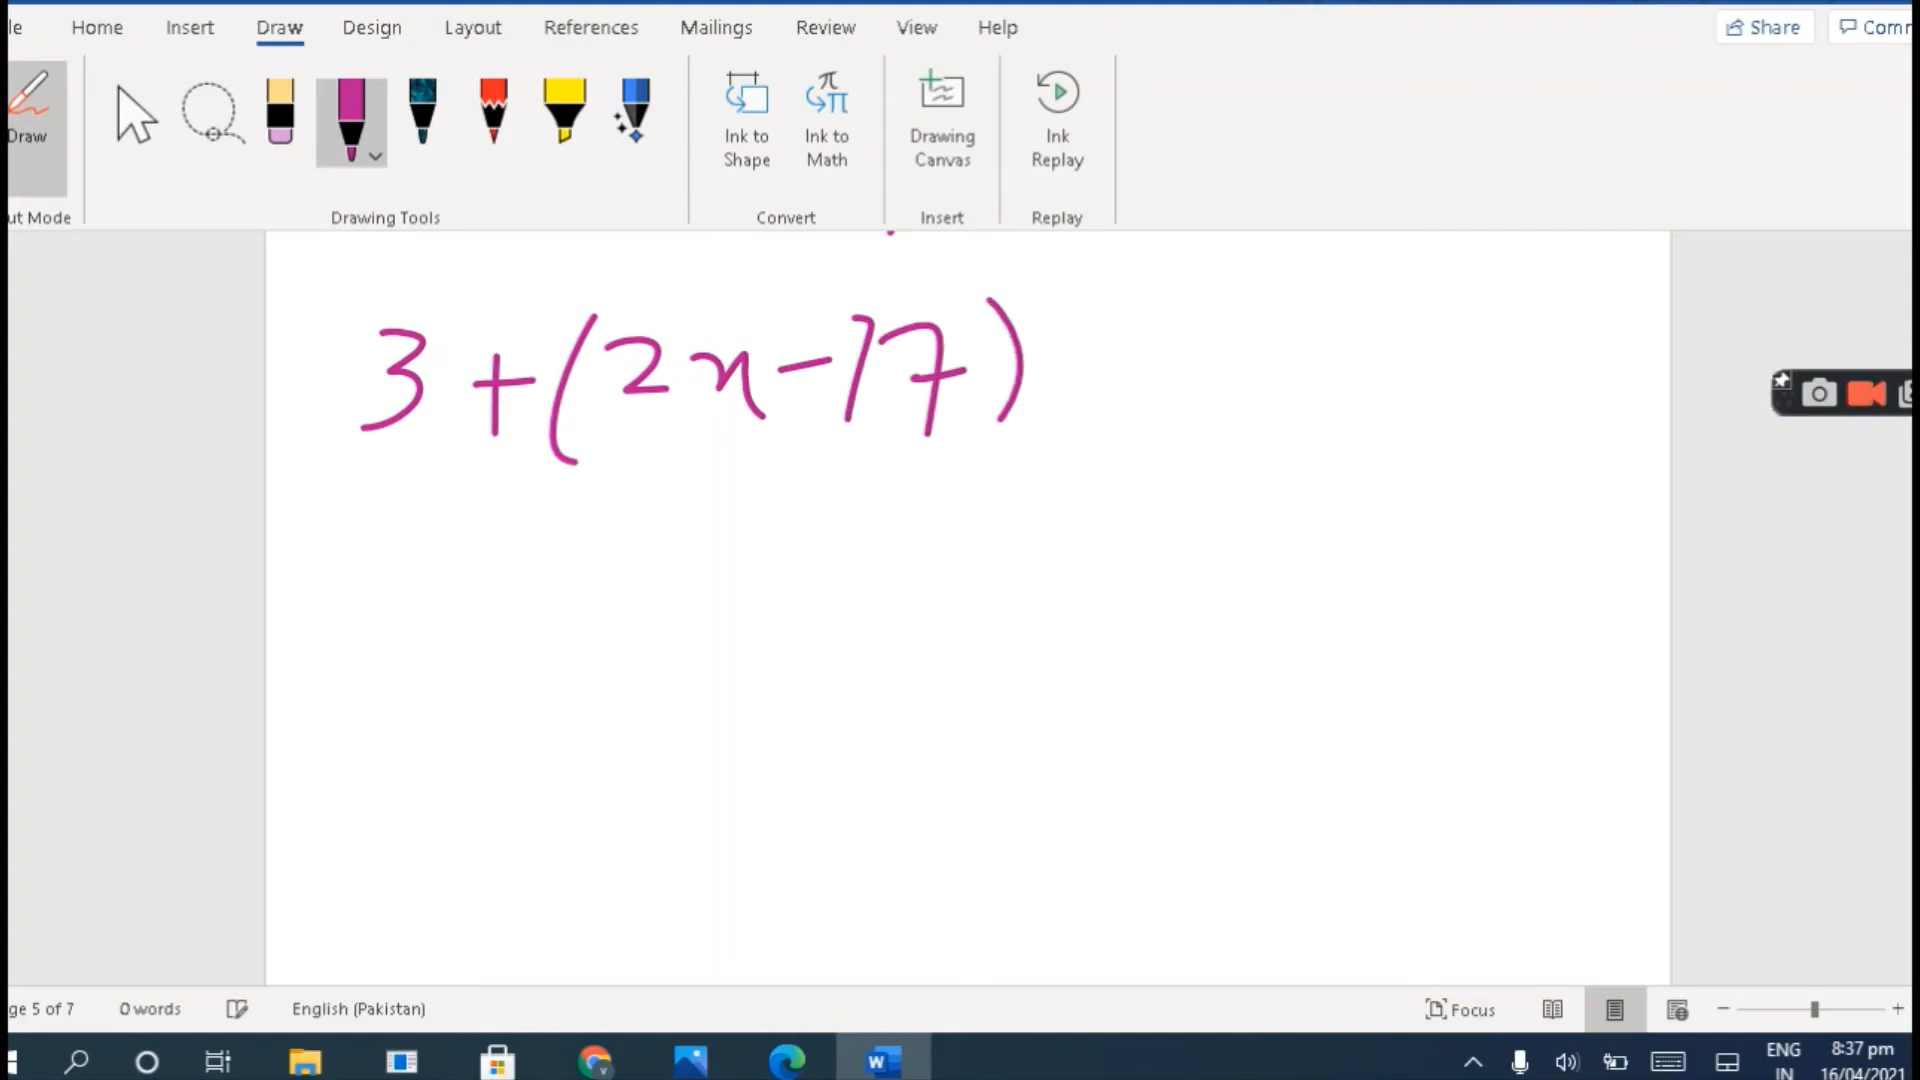 le Home Insert Draw Design Layout References Mailings Review View Help Share Comr
Draw
Ink to Shape
Ink to Math
Drawing Canvas
Ink Replay
ut Mode Drawing Tools Convert Insert Replay
3 + (2x - 17)
ge 5 of 7 0 words English (Pakistan) Focus
ENG 8:37 pm
IN 16/04/2021